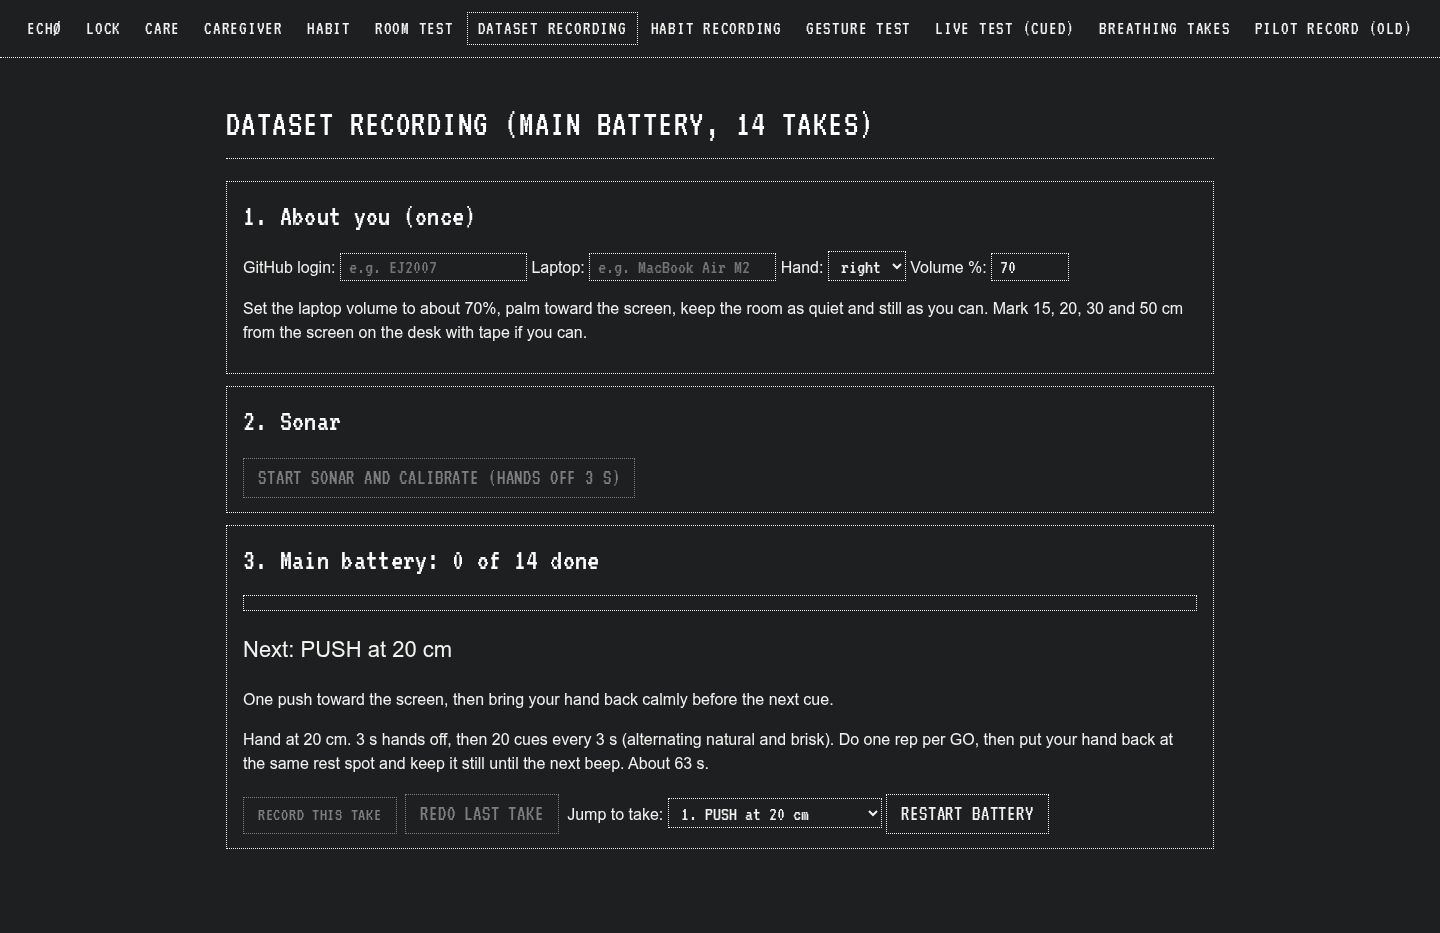 ECHØ LOCK CARE CAREGIVER HABIT ROOM TEST DATASET RECORDING HABIT RECORDING GESTURE TEST LIVE TEST (CUED) BREATHING TAKES PILOT RECORD (OLD)
DATASET RECORDING (MAIN BATTERY, 14 TAKES)
1. About you (once)
GitHub login: e.g. EJ2007 Laptop: e.g. MacBook Air M2 Hand: right Volume %: 70
Set the laptop volume to about 70%, palm toward the screen, keep the room as quiet and still as you can. Mark 15, 20, 30 and 50 cm
from the screen on the desk with tape if you can.
2. Sonar
START SONAR AND CALIBRATE (HANDS OFF 3 S)
3. Main battery: 0 of 14 done
Next: PUSH at 20 cm
One push toward the screen, then bring your hand back calmly before the next cue.
Hand at 20 cm. 3 s hands off, then 20 cues every 3 s (alternating natural and brisk). Do one rep per GO, then put your hand back at
the same rest spot and keep it still until the next beep. About 63 s.
RECORD THIS TAKE REDO LAST TAKE Jump to take: 1. PUSH at 20 cm RESTART BATTERY